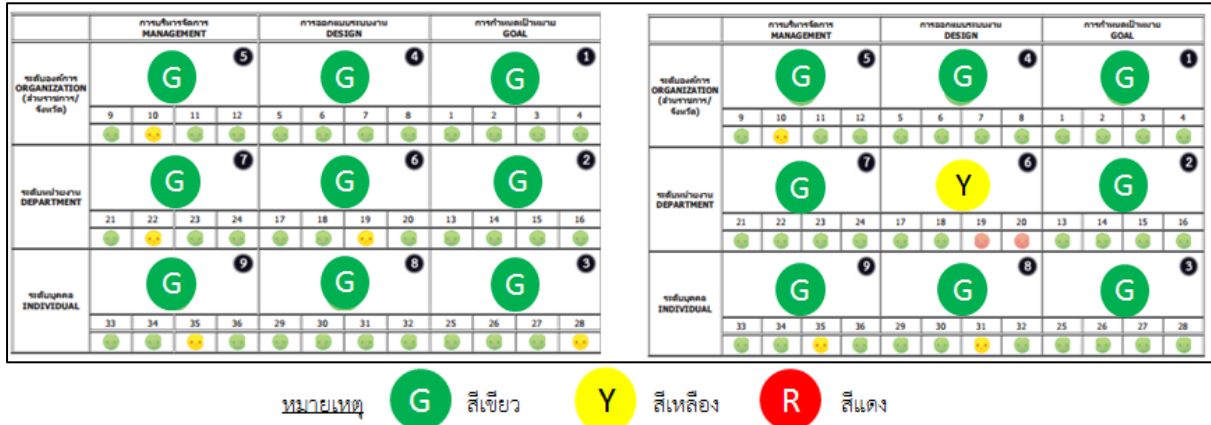 การบริหารจัดการ การออกแบบระบบงาน การกำหนดเป้าหมาย
MANAGEMENT DESIGN GOAL
G 5 G 4 G 1
ระดับองค์การ
ORGANIZATION
(ส่วนราชการ/
จังหวัด)
9 10 11 12 5 6 7 8 1 2 3 4
G 7 G 6 G 2
ระดับหน่วยงาน
DEPARTMENT
21 22 23 24 17 18 19 20 13 14 15 16
G 9 G 8 G 3
ระดับบุคคล
INDIVIDUAL
33 34 35 36 29 30 31 32 25 26 27 28
การบริหารจัดการ การออกแบบระบบงาน การกำหนดเป้าหมาย
MANAGEMENT DESIGN GOAL
G 5 G 4 G 1
ระดับองค์การ
ORGANIZATION
(ส่วนราชการ/
จังหวัด)
9 10 11 12 5 6 7 8 1 2 3 4
G 7 Y 6 G 2
ระดับหน่วยงาน
DEPARTMENT
21 22 23 24 17 18 19 20 13 14 15 16
G 9 G 8 G 3
ระดับบุคคล
INDIVIDUAL
33 34 35 36 29 30 31 32 25 26 27 28
หมายเหตุ G สีเขียว Y สีเหลือง R สีแดง